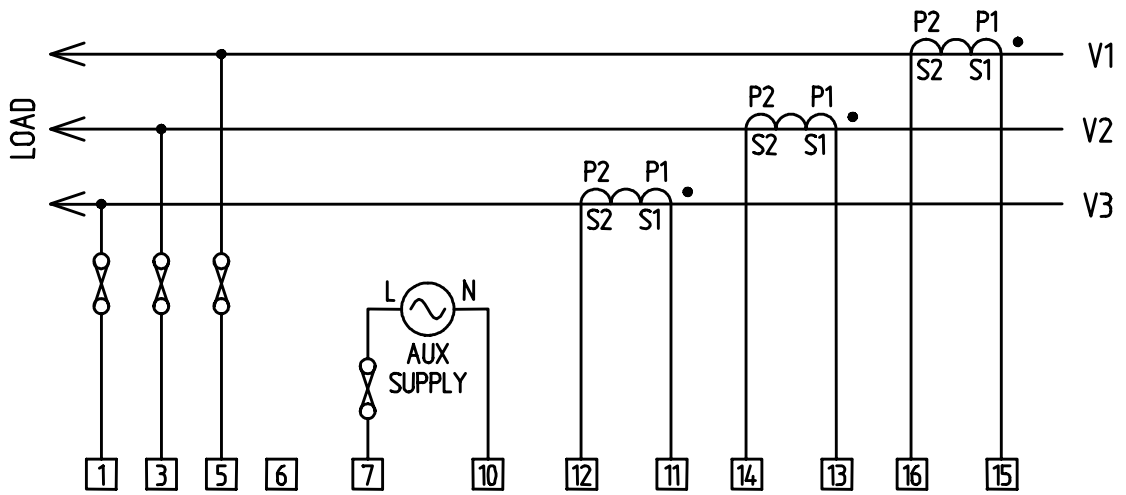 P2 P1
V1
S2 S1
P2 P1
LOAD
V2
S2 S1
P2 P1
V3
S2 S1
L N
AUX
SUPPLY
1 3 5 6 7 10 12 11 14 13 16 15